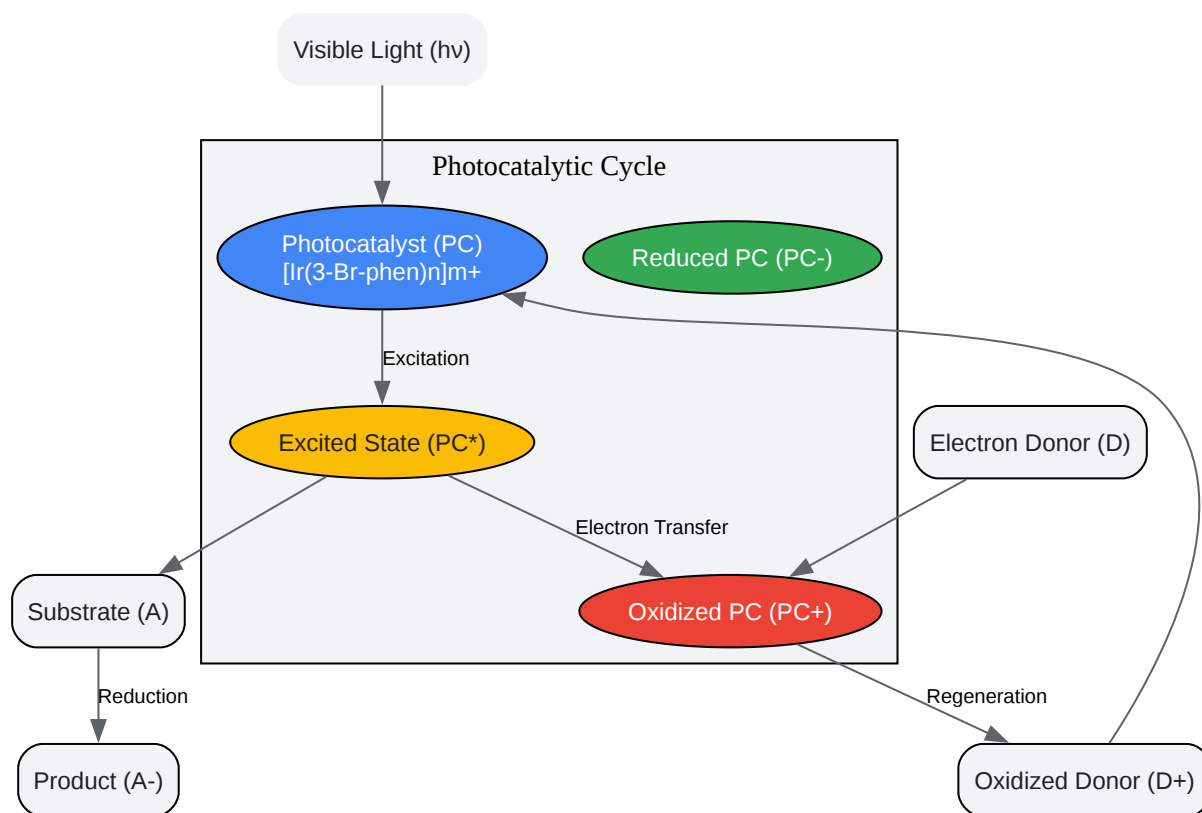 Visible Light (hν)
Photocatalytic Cycle
Photocatalyst (PC)
[Ir(3-Br-phen)n]m+
Reduced PC (PC-)
Excitation
Excited State (PC*)
Electron Donor (D)
Electron Transfer
Substrate (A)
Oxidized PC (PC+)
Reduction
Regeneration
Product (A-)
Oxidized Donor (D+)